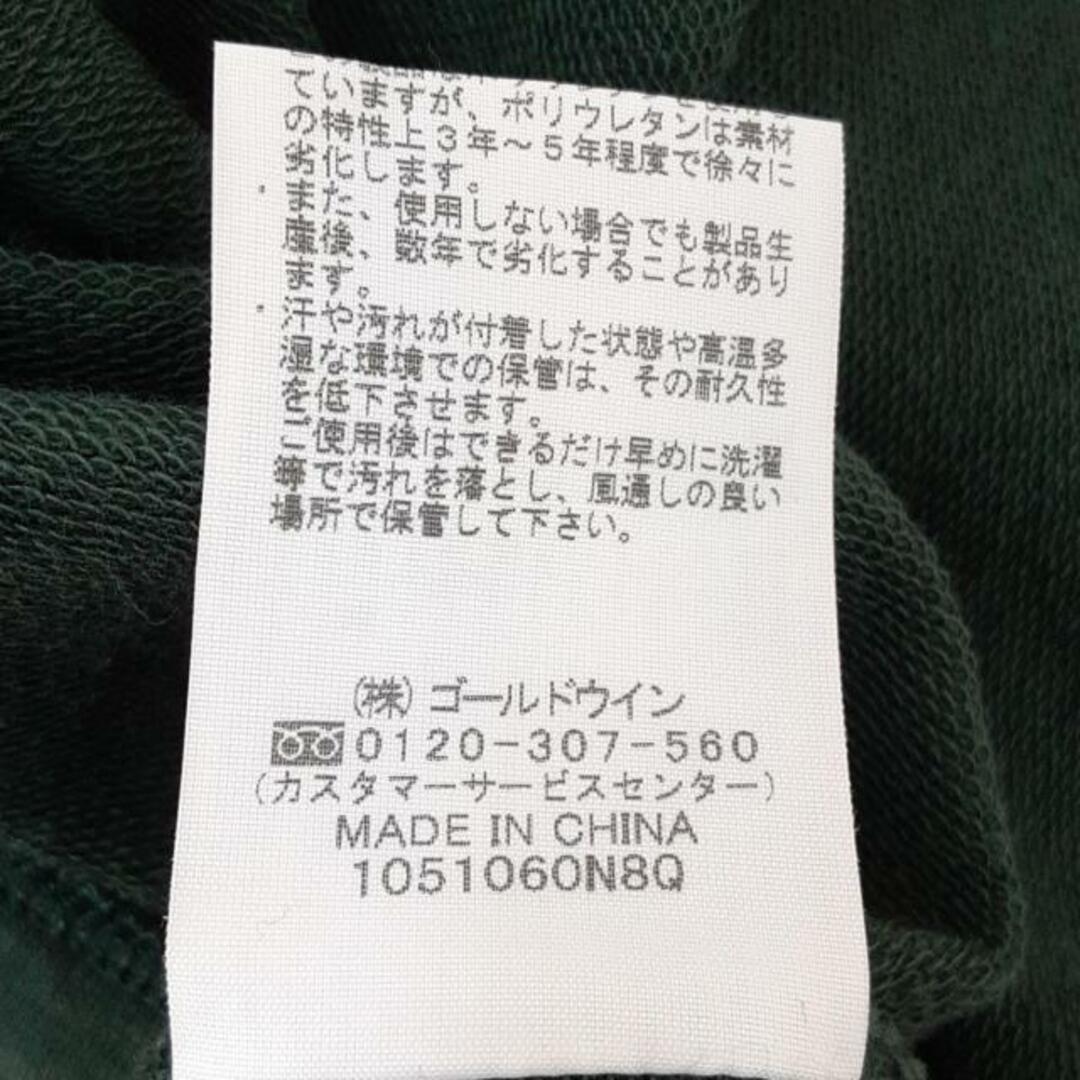 ていますが、ポリウレタンは素材
の特性上3年～5年程度で徐々に
劣化します。
・また、使用しない場合でも製品生
産後、数年で劣化することがあり
ます。
・汗や汚れが付着した状態や高温多
湿な環境での保管は、その耐久性
を低下させます。
ご使用後はできるだけ早めに洗濯
等で汚れを落とし、風通しの良い
場所で保管して下さい。
(株)ゴールドウイン
0120-307-560
(カスタマーサービスセンター)
MADE IN CHINA
1051060N8Q